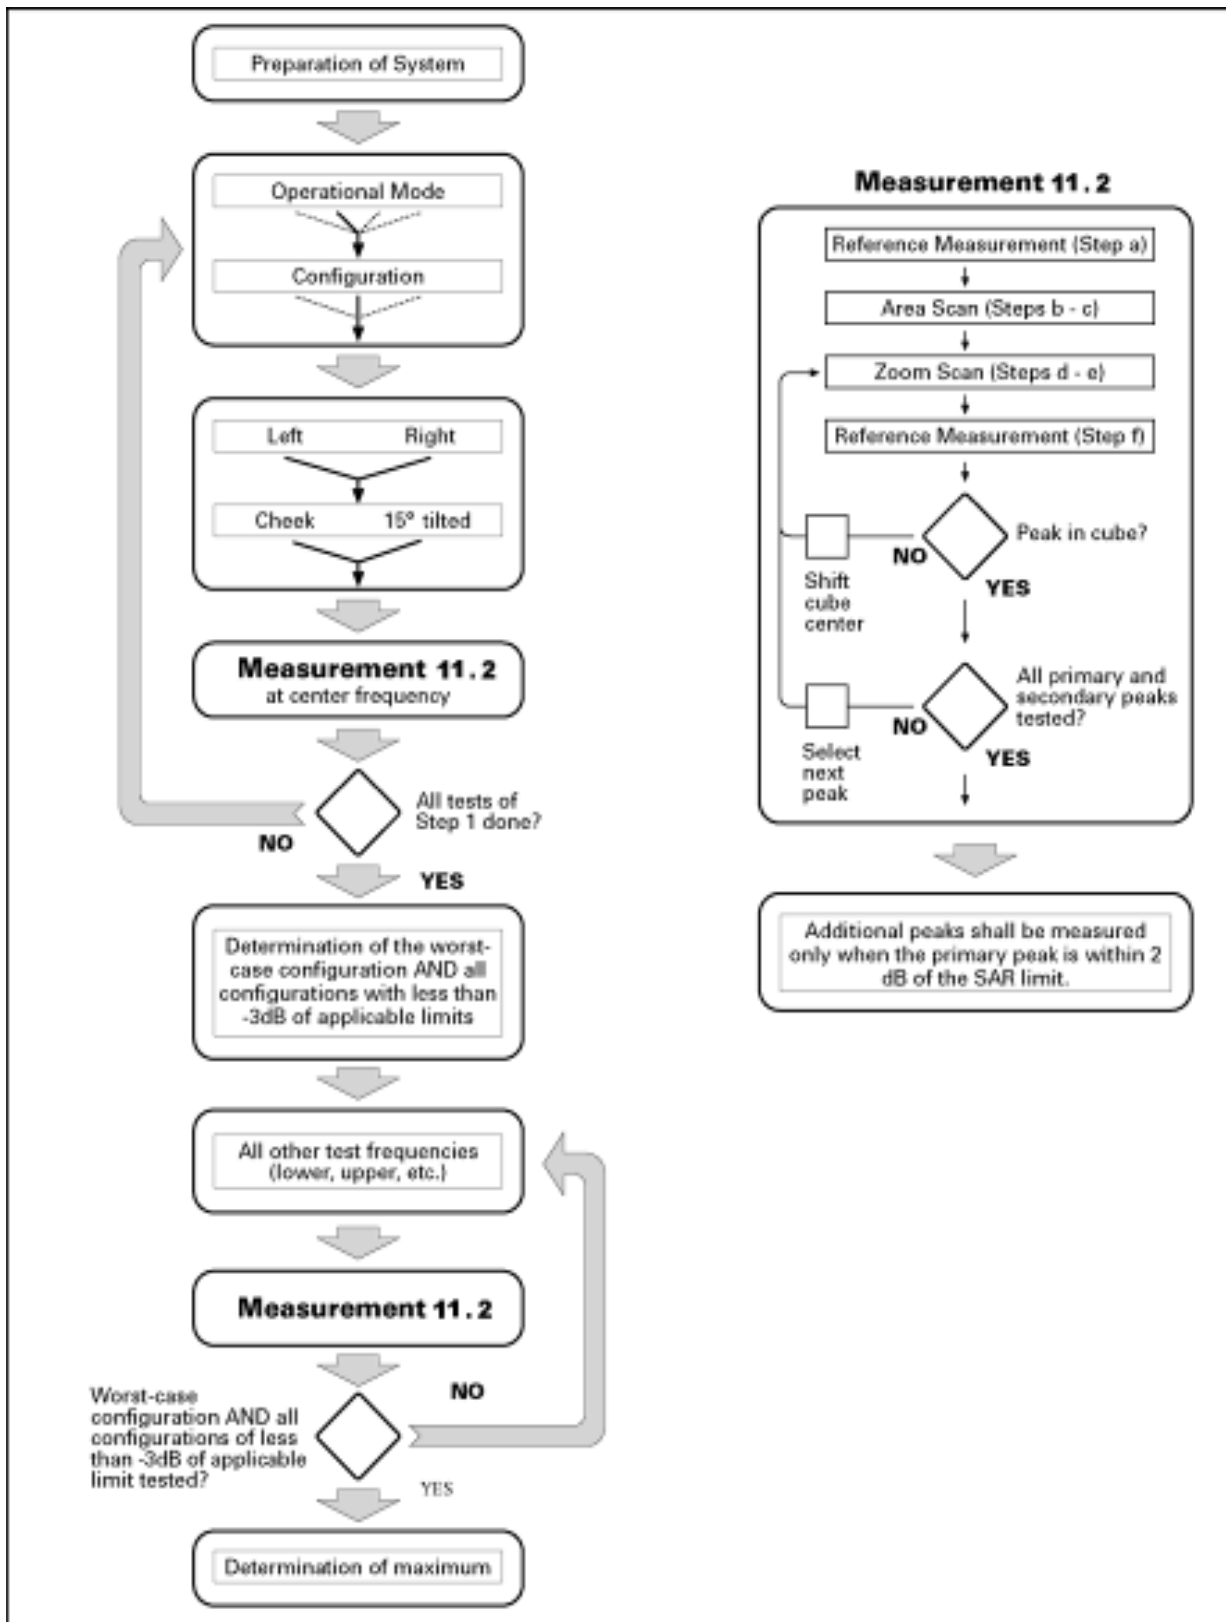 Preparation of System
Operational Mode
Configuration
Left Right
Cheek 15° tilted
Measurement 11.2
at center frequency
All tests of
Step 1 done?
NO
YES
Determination of the worst-
case configuration AND all
configurations with less than
-3dB of applicable limits
All other test frequencies
(lower, upper, etc.)
Measurement 11.2
NO
Worst-case
configuration AND all
configurations of less
than -3dB of applicable
limit tested?
YES
Determination of maximum
Measurement 11.2
Reference Measurement (Step a)
Area Scan (Steps b - c)
Zoom Scan (Steps d - e)
Reference Measurement (Step f)
Peak in cube?
NO
Shift
cube
center
YES
All primary and
secondary peaks
tested?
NO
Select
next
peak
YES
Additional peaks shall be measured
only when the primary peak is within 2
dB of the SAR limit.